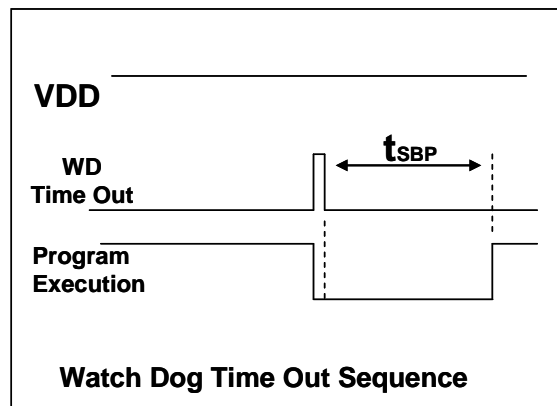 VDD
tSBP
WD
Time Out
Program
Execution
Watch Dog Time Out Sequence